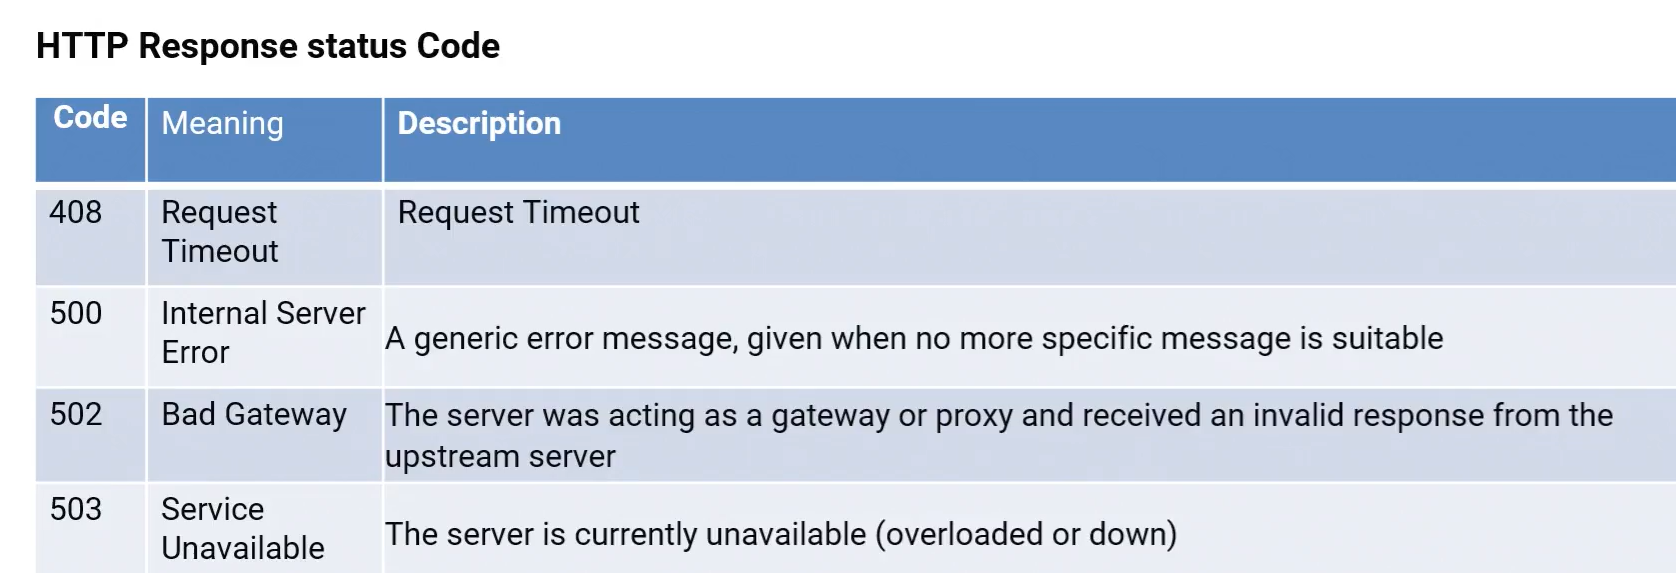 HTTP Response status Code
Code Meaning Description
408 Request Timeout Request Timeout
500 Internal Server Error A generic error message, given when no more specific message is suitable
502 Bad Gateway The server was acting as a gateway or proxy and received an invalid response from the
upstream server
503 Service Unavailable The server is currently unavailable (overloaded or down)